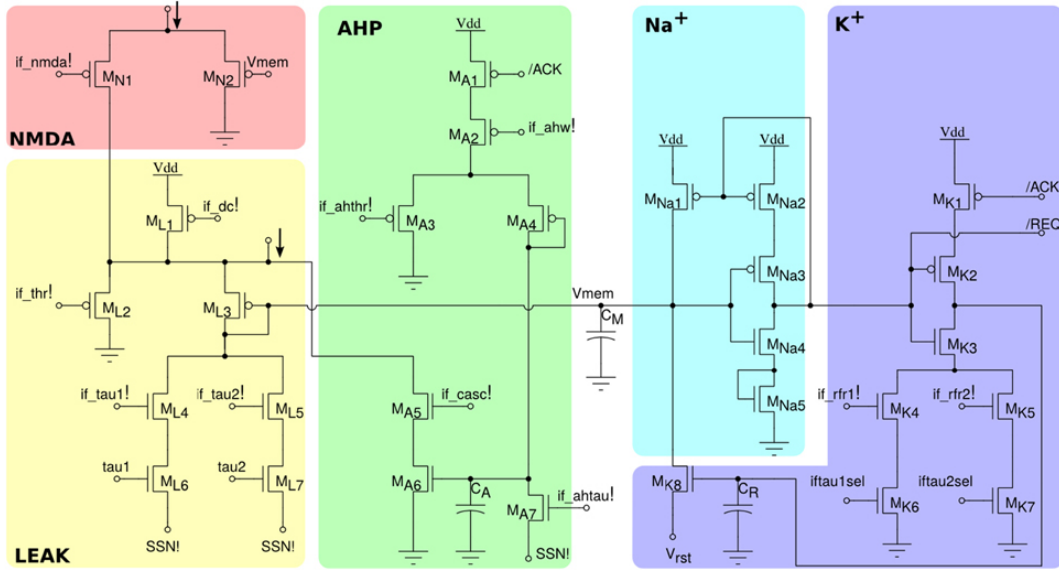 AHP
Na+
K+
if_nmda!
MN1
MN2
Vmem
NMDA
Vdd
MA1
/ACK
MA2
if_ahw!
if_ahthr!
MA3
MA4
Vdd
if_dc!
ML1
if_thr!
ML2
ML3
if_tau1!
ML4
if_tau2!
ML5
tau1
ML6
tau2
ML7
SSN!
SSN!
LEAK
MA5
if_casc!
MA6
CA
MA7
if_ahtau!
SSN!
Vmem
CM
Vdd
Vdd
MNa1
MNa2
MNa3
MNa4
MNa5
Vdd
/ACK
MK1
/REQ
MK2
MK3
if_rfr1!
MK4
if_rfr2!
MK5
iftau1sel
MK6
iftau2sel
MK7
MK8
CR
Vrst